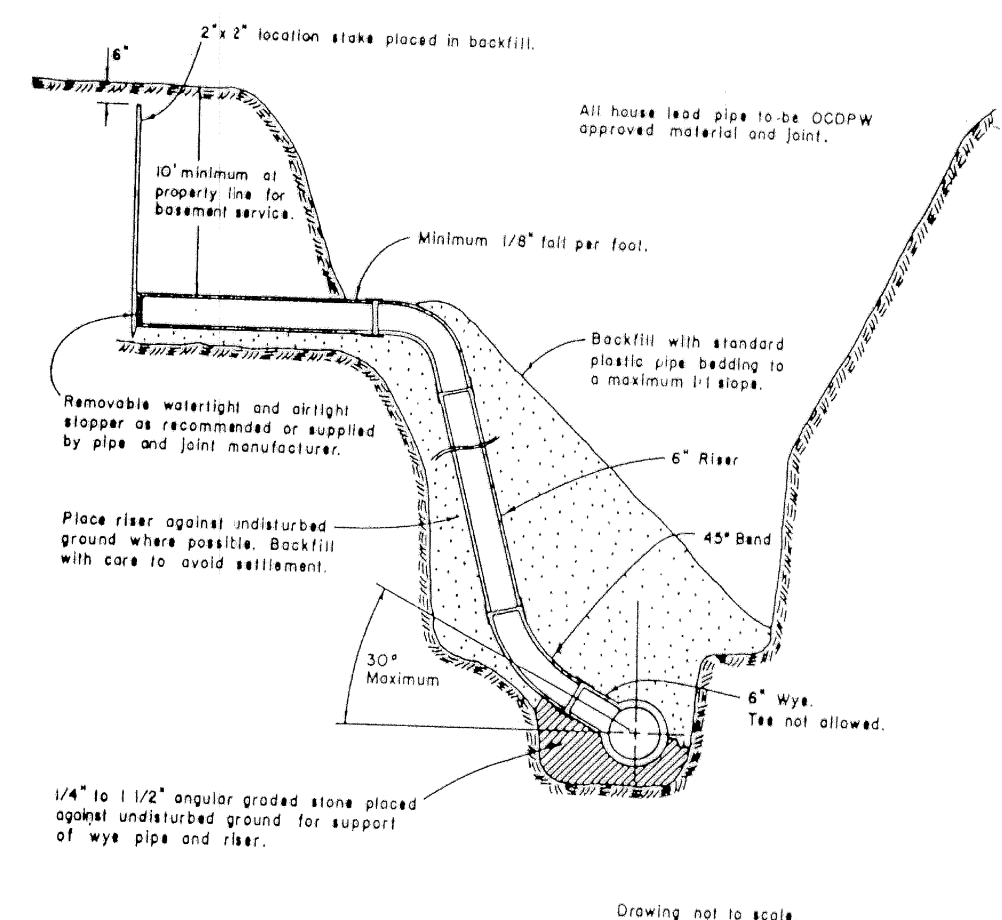 6"
2"x 2" location stake placed in backfill.
All house lead pipe to be OCDPW
approved material and joint.
10' minimum at
property line for
basement service.
Minimum 1/8" fall per foot.
Backfill with standard
plastic pipe bedding to
a maximum 1:1 slope.
Removable watertight and airtight
stopper as recommended or supplied
by pipe and joint manufacturer.
6" Riser
Place riser against undisturbed
ground where possible. Backfill
with care to avoid settlement.
45° Bend
30°
Maximum
6" Wye.
Tee not allowed.
1/4" to 1 1/2" angular graded stone placed
against undisturbed ground for support
of wye pipe and riser.
Drawing not to scale